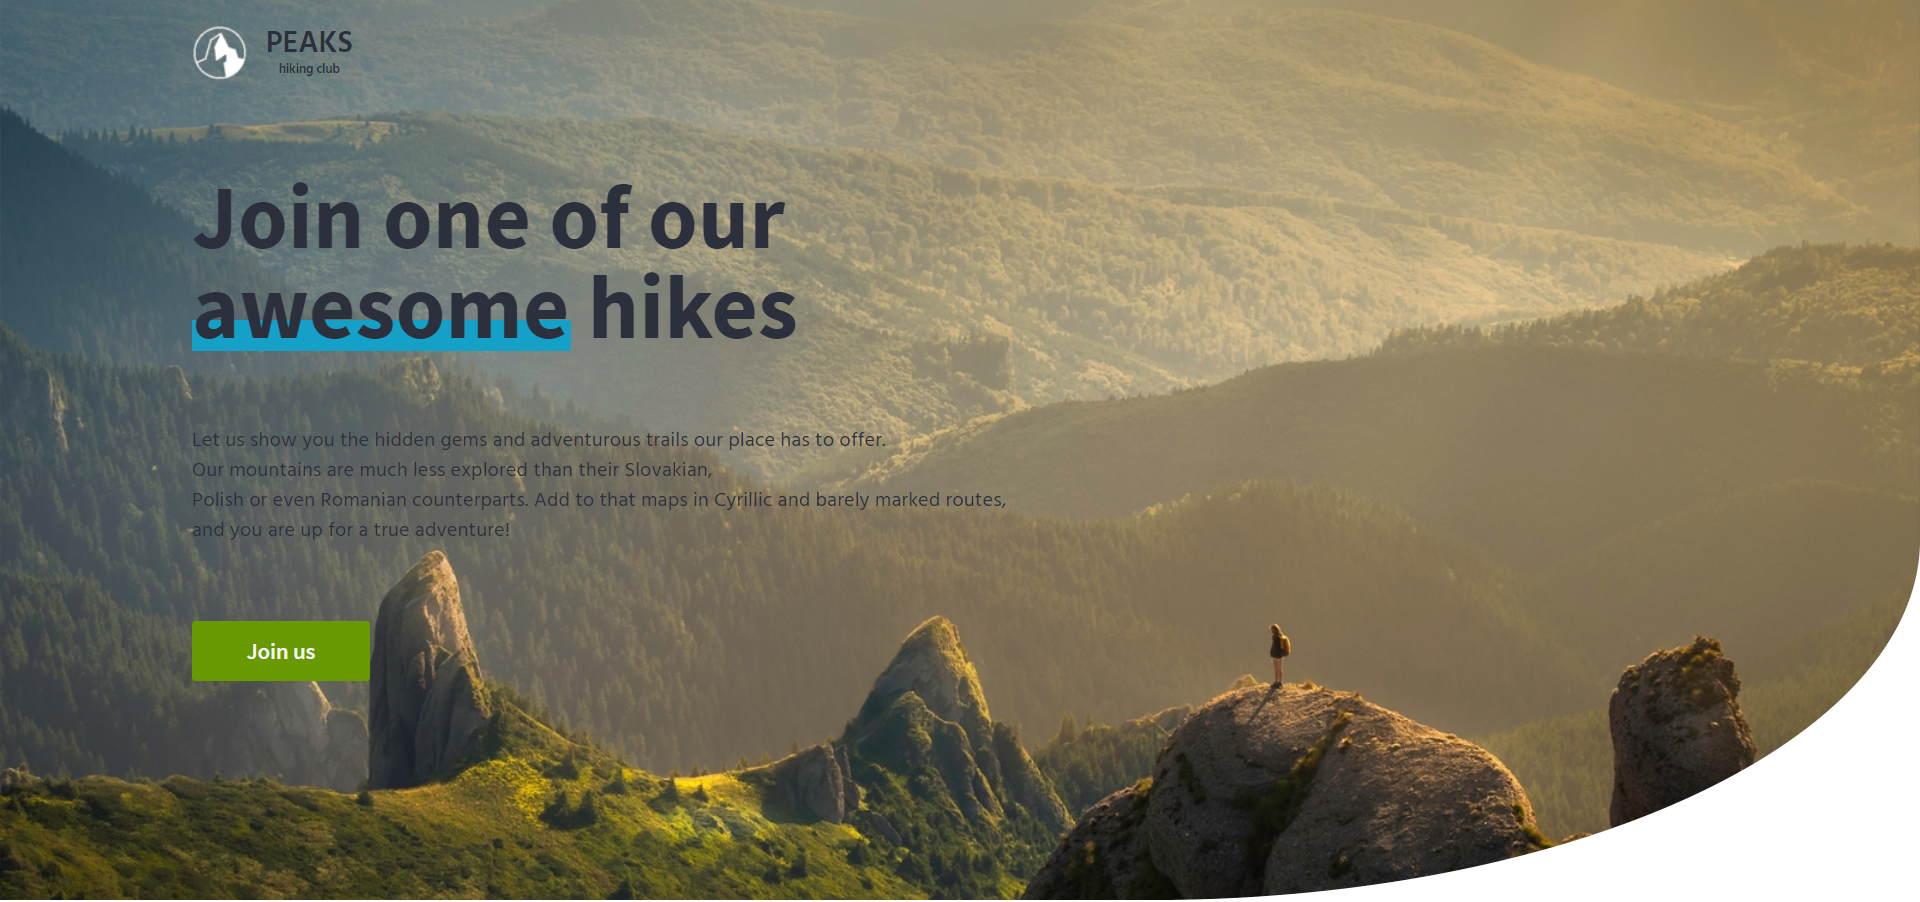 PEAKS
hiking club
Join one of our
awesome hikes
Let us show you the hidden gems and adventurous trails our place has to offer.
Our mountains are much less explored than their Slovakian,
Polish or even Romanian counterparts. Add to that maps in Cyrillic and barely marked routes,
and you are up for a true adventure!
Join us